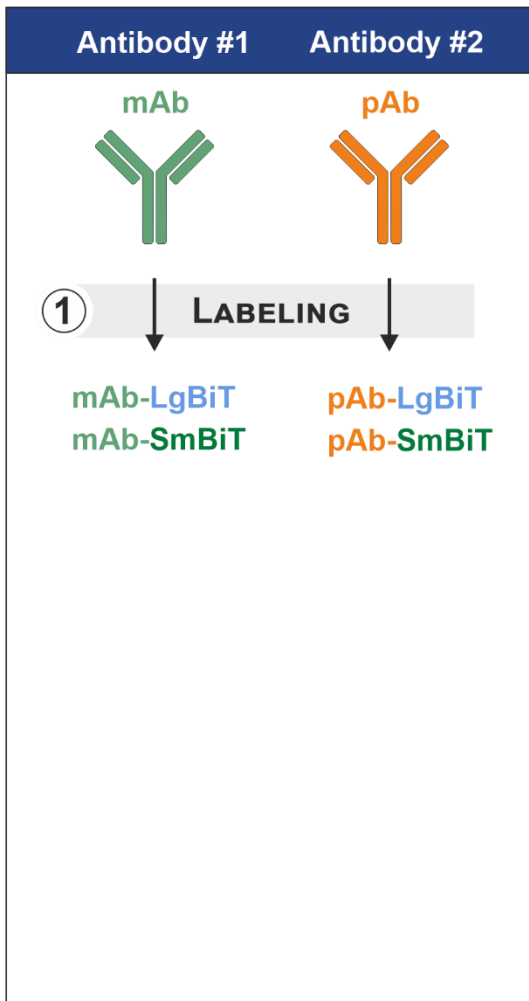 Antibody #1 Antibody #2
mAb pAb
1 LABELING
mAb-LgBiT pAb-LgBiT
mAb-SmBiT pAb-SmBiT